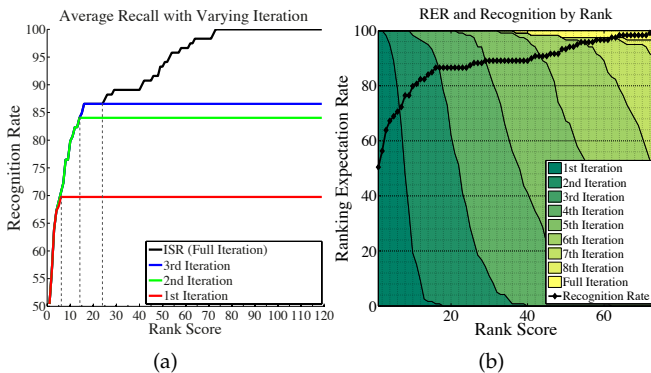 Average Recall with Varying Iteration
Recognition Rate
100
95
90
85
80
75
70
65
60
55
50
0 10 20 30 40 50 60 70 80 90 100 110 120
Rank Score
ISR (Full Iteration)
3rd Iteration
2nd Iteration
1st Iteration
(a)
RER and Recognition by Rank
Ranking Expectation Rate
100
80
60
40
20
0
20 40 60
Rank Score
1st Iteration
2nd Iteration
3rd Iteration
4th Iteration
5th Iteration
6th Iteration
7th Iteration
8th Iteration
Full Iteration
Recognition Rate
(b)